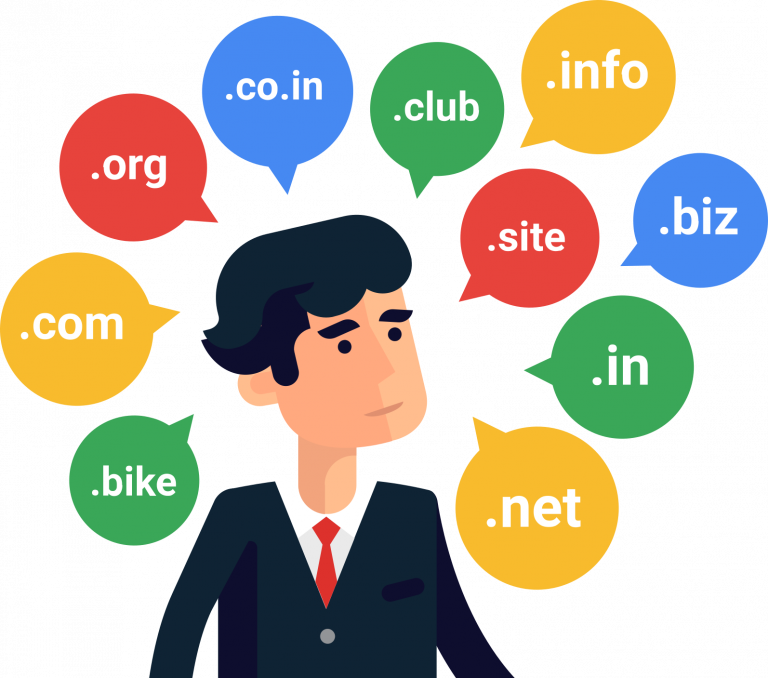 .co.in
.club
.info
.org
.site
.biz
.com
.in
.bike
.net